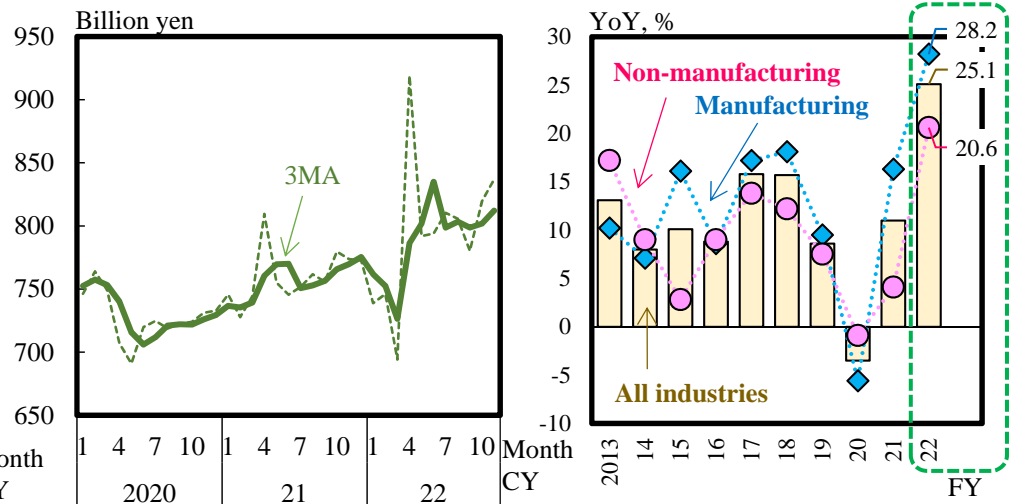 Billion yen
950
900
850
800
750
700
650
3MA
1 4 7 10 1 4 7 10 1 4 7 10
2020 21 22
onth
Y
Month
CY
YoY, %
30
25
20
15
10
5
0
-5
-10
Non-manufacturing
Manufacturing
All industries
28.2
25.1
20.6
2013 14 15 16 17 18 19 20 21 22
FY